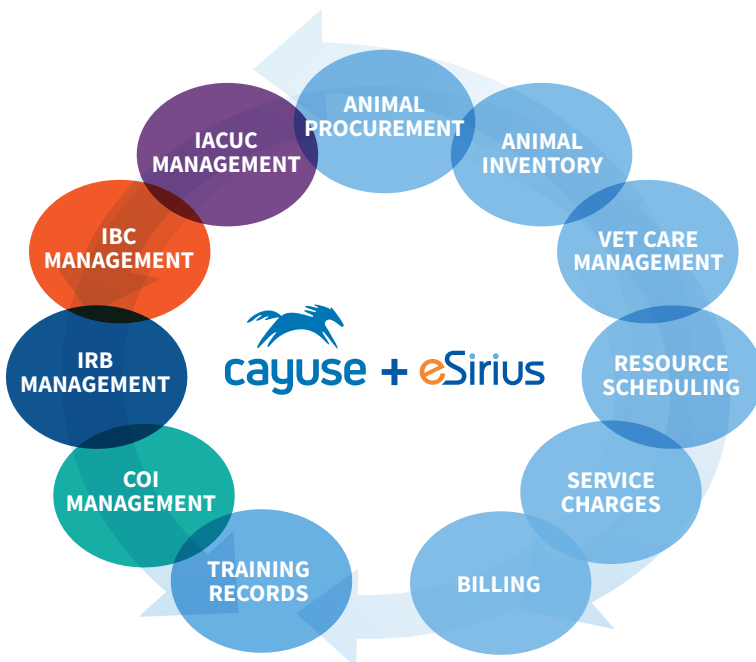 ANIMAL
PROCUREMENT
ANIMAL
INVENTORY
VET CARE
MANAGEMENT
RESOURCE
SCHEDULING
SERVICE
CHARGES
BILLING
TRAINING
RECORDS
COI
MANAGEMENT
IRB
MANAGEMENT
IBC
MANAGEMENT
IACUC
MANAGEMENT
cayuse + eSirius